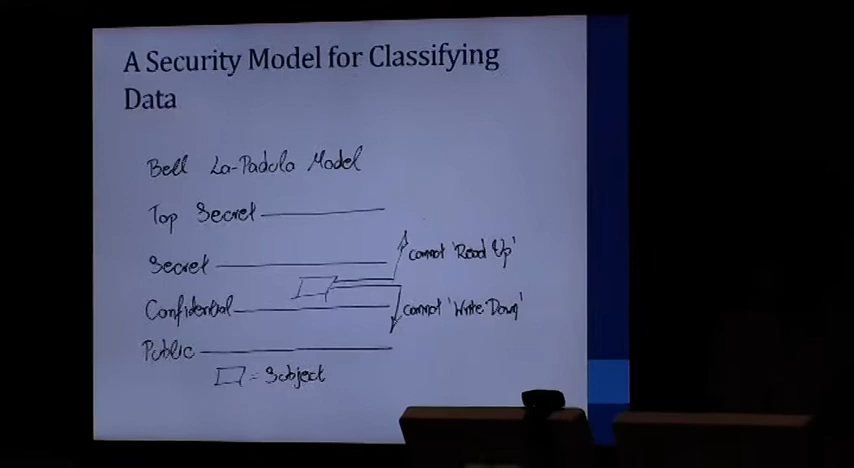 A Security Model for Classifying
Data
Bell La-Padula Model
Top Secret
Secret
cannot 'Read Up'
Confidential
cannot 'Write Down'
Public
= Subject